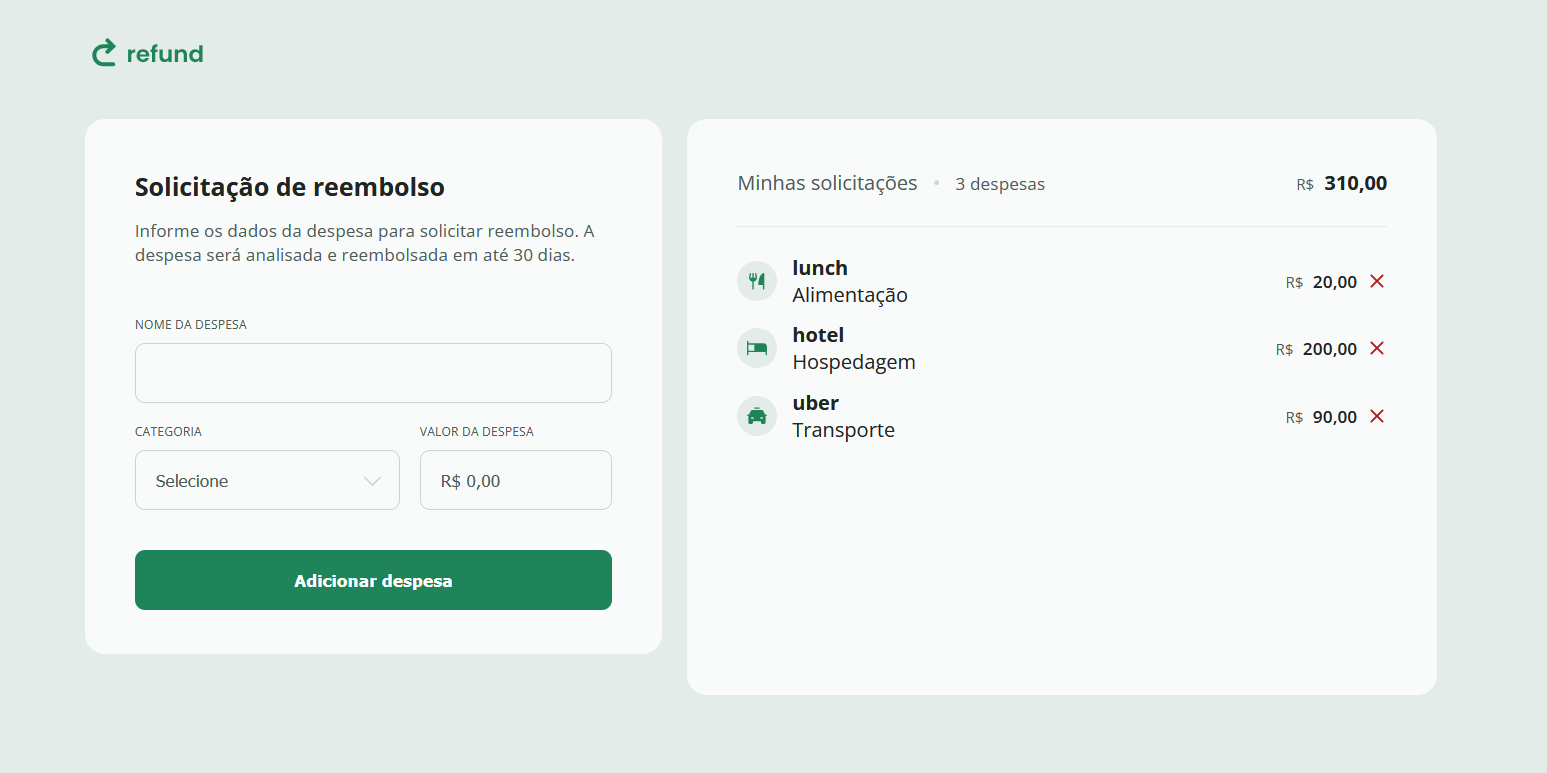 refund
Solicitação de reembolso
Informe os dados da despesa para solicitar reembolso. A
despesa será analisada e reembolsada em até 30 dias.
NOME DA DESPESA
CATEGORIA
VALOR DA DESPESA
Selecione
R$ 0,00
Adicionar despesa
Minhas solicitações • 3 despesas R$ 310,00
lunch
Alimentação
R$ 20,00
hotel
Hospedagem
R$ 200,00
uber
Transporte
R$ 90,00